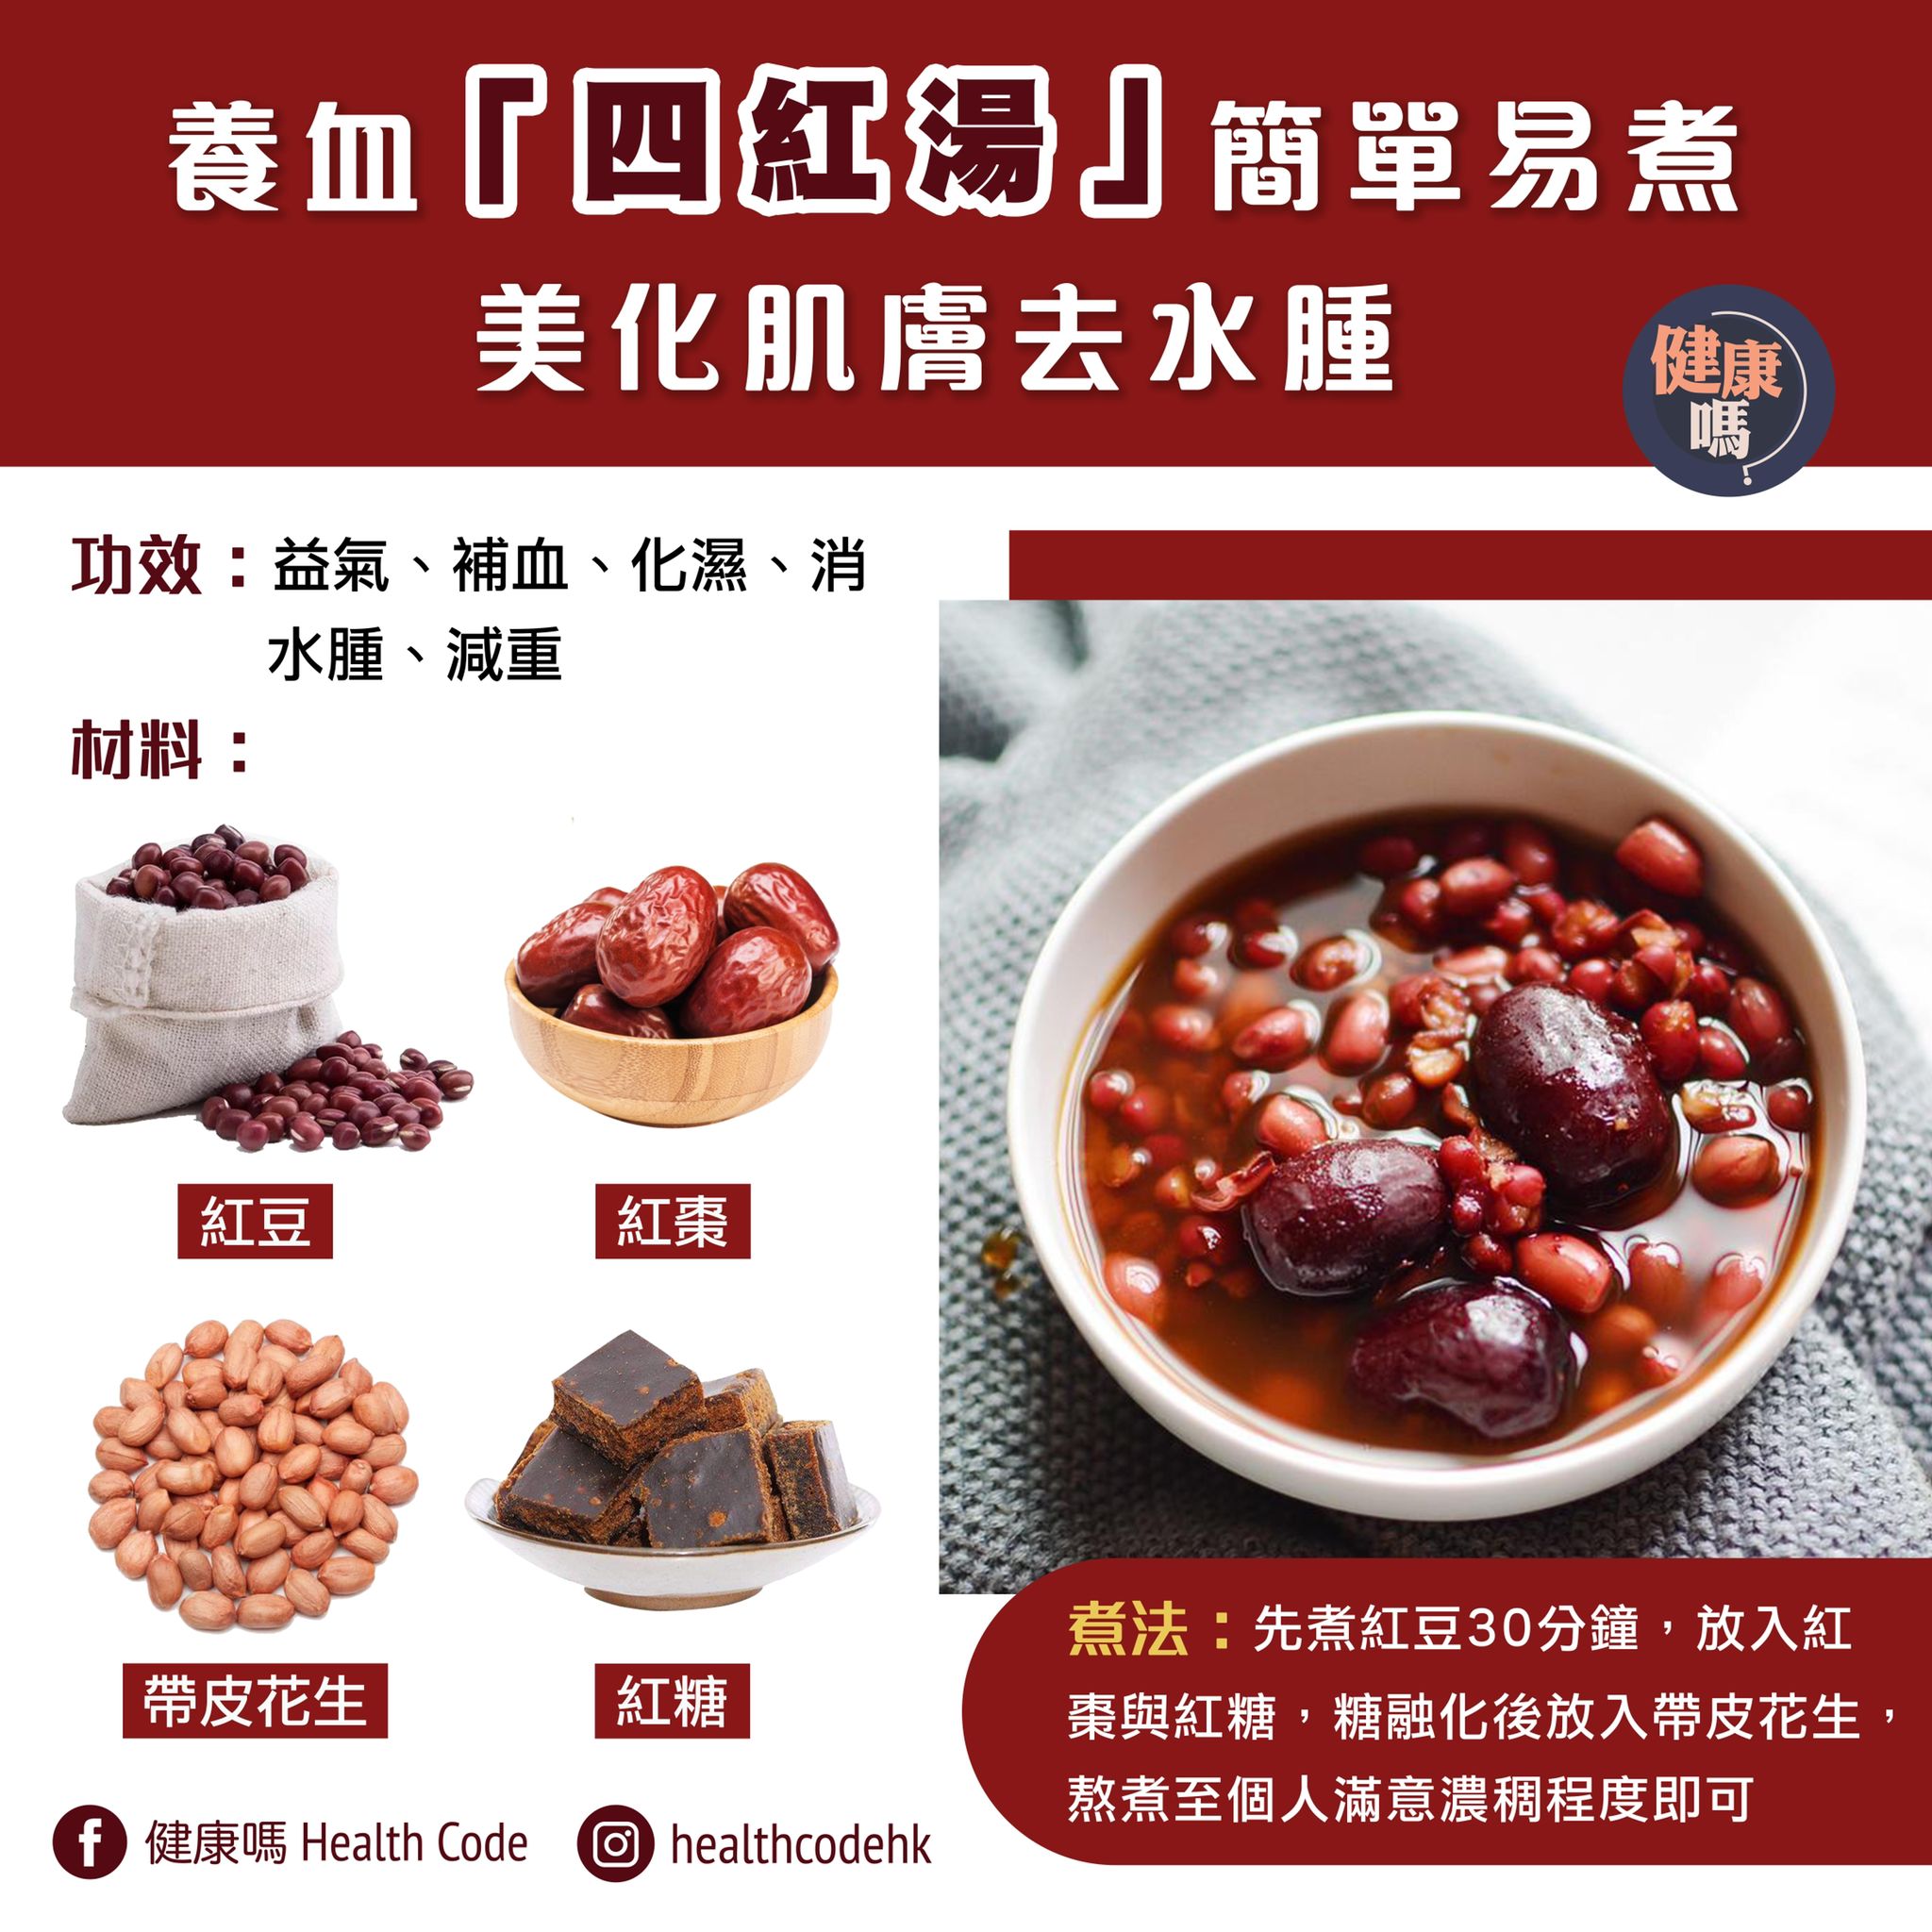 養血『四紅湯』簡單易煮
美化肌膚去水腫
健康
嗎?
功效：益氣、補血、化濕、消
水腫、減重
材料：
紅豆
紅棗
帶皮花生
紅糖
煮法：先煮紅豆30分鐘，放入紅
棗與紅糖，糖融化後放入帶皮花生，
熬煮至個人滿意濃稠程度即可
健康嗎 Health Code
healthcodehk